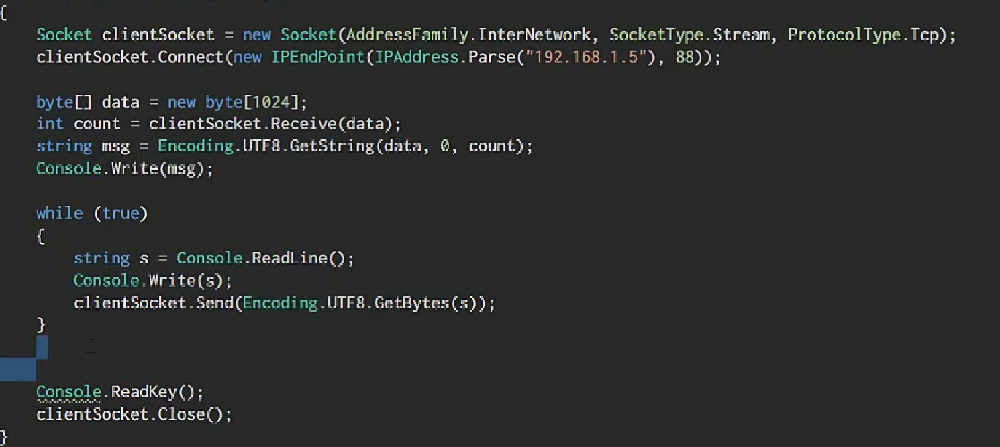 {
Socket clientSocket = new Socket(AddressFamily.InterNetwork, SocketType.Stream, ProtocolType.Tcp);
clientSocket.Connect(new IPEndPoint(IPAddress.Parse("192.168.1.5"), 88));
byte[] data = new byte[1024];
int count = clientSocket.Receive(data);
string msg = Encoding.UTF8.GetString(data, 0, count);
Console.Write(msg);
while (true)
{
string s = Console.ReadLine();
Console.Write(s);
clientSocket.Send(Encoding.UTF8.GetBytes(s));
}
Console.ReadKey();
clientSocket.Close();
}